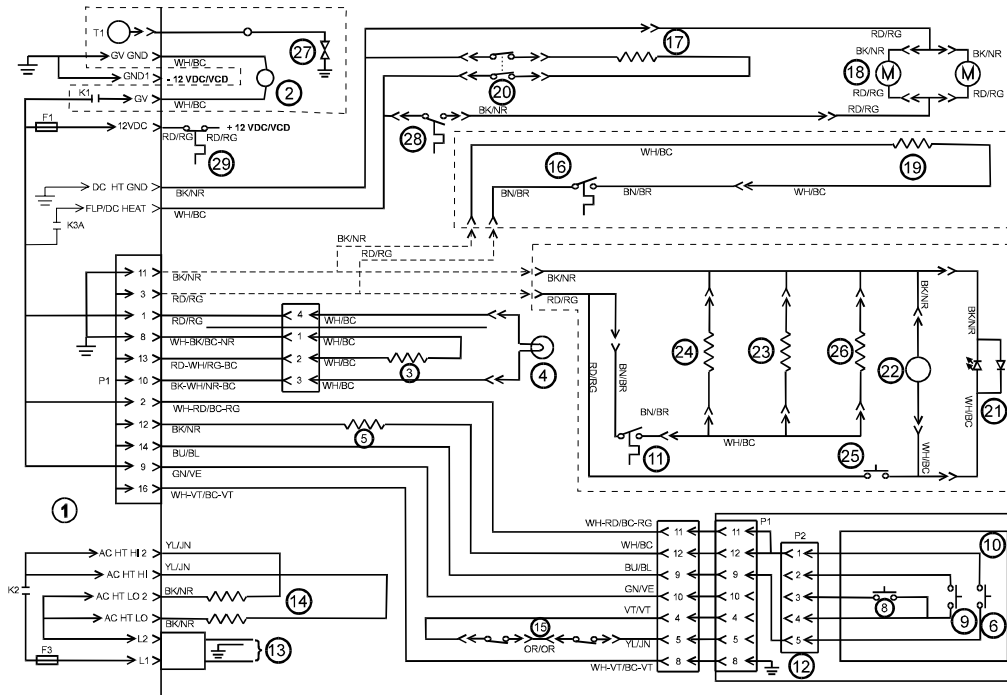 T1
27
RD/RG
GV GND
WH/BC
GND1
- 12 VDC/VCD
2
K1
GV
WH/BC
F1
12VDC
RD/RG
RD/RG
+ 12 VDC/VCD
29
17
20
BK/NR
BK/NR
18
M
M
RD/RG
RD/RG
BK/NR
RD/RG
28
DC HT GND
BK/NR
FLP/DC HEAT
WH/BC
K3A
WH/BC
19
16
BN/BR
BN/BR
WH/BC
BK/NR
RD/RG
11
BK/NR
3
RD/RG
1
RD/RG
8
WH-BK/BC-NR
13
RD-WH/RG-BC
P1
10
BK-WH/NR-BC
2
WH-RD/BC-RG
12
BK/NR
14
BU/BL
9
GN/VE
16
WH-VT/BC-VT
4
WH/BC
1
WH/BC
2
WH/BC
3
WH/BC
3
4
5
BK/NR
RD/RG
RD/RG
BK/BR
BN/BR
11
WH/BC
24
23
26
BK/NR
22
WH/BC
25
BK/NR
21
WH/BC
1
AC HT HI 2
YL/JN
AC HT HI
YL/JN
K2
AC HT LO 2
BK/NR
14
AC HT LO
BK/NR
L2
F3
L1
13
15
OR/OR
WH-RD/BC-RG
11
WH/BC
12
BU/BL
9
GN/VE
10
VT/VT
4
YL/JN
5
WH-VT/BC-VT
8
P1
11
12
9
10
4
5
8
P2
1
2
3
4
5
12
8
9
6
10